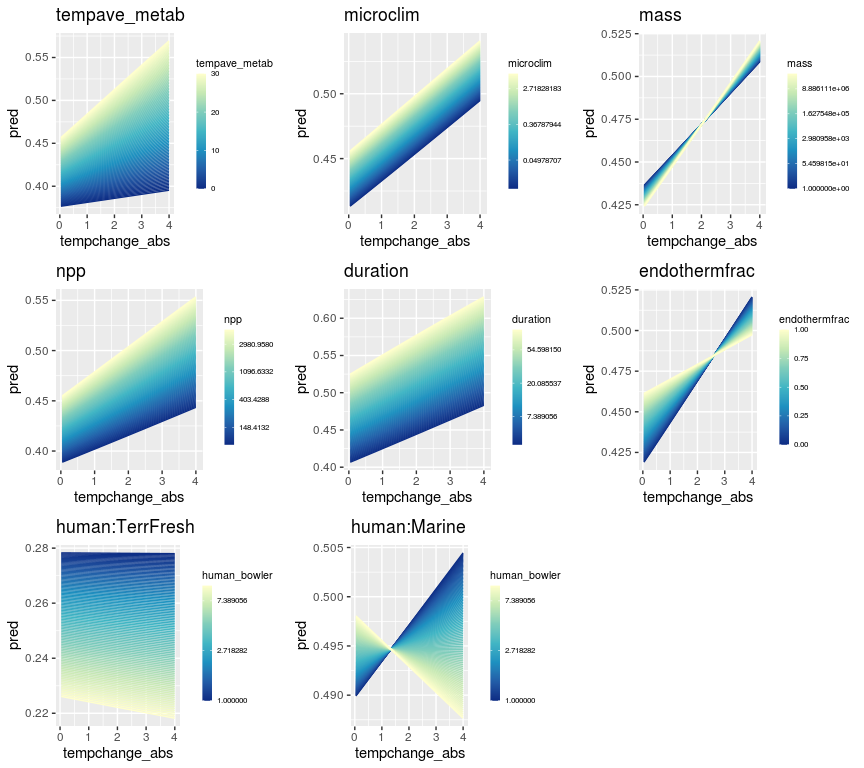 tempave_metab
pred
0.55
0.50
0.45
0.40
0 1 2 3 4
tempchange_abs
tempave_metab
30
20
10
0
microclim
pred
0.50
0.45
0 1 2 3 4
tempchange_abs
microclim
2.71828183
0.36787944
0.04978707
mass
pred
0.525
0.500
0.475
0.450
0.425
0 1 2 3 4
tempchange_abs
mass
8.886111e+06
1.627548e+05
2.980958e+03
5.459815e+01
1.000000e+00
npp
pred
0.55
0.50
0.45
0.40
0 1 2 3 4
tempchange_abs
npp
2980.9580
1096.6332
403.4288
148.4132
duration
pred
0.60
0.55
0.50
0.45
0.40
0 1 2 3 4
tempchange_abs
duration
54.598150
20.085537
7.389056
endothermfrac
pred
0.525
0.500
0.475
0.450
0.425
0 1 2 3 4
tempchange_abs
endothermfrac
1.00
0.75
0.50
0.25
0.00
human:TerrFresh
pred
0.28
0.26
0.24
0.22
0 1 2 3 4
tempchange_abs
human_bowler
7.389056
2.718282
1.000000
human:Marine
pred
0.505
0.500
0.495
0.490
0 1 2 3 4
tempchange_abs
human_bowler
7.389056
2.718282
1.000000